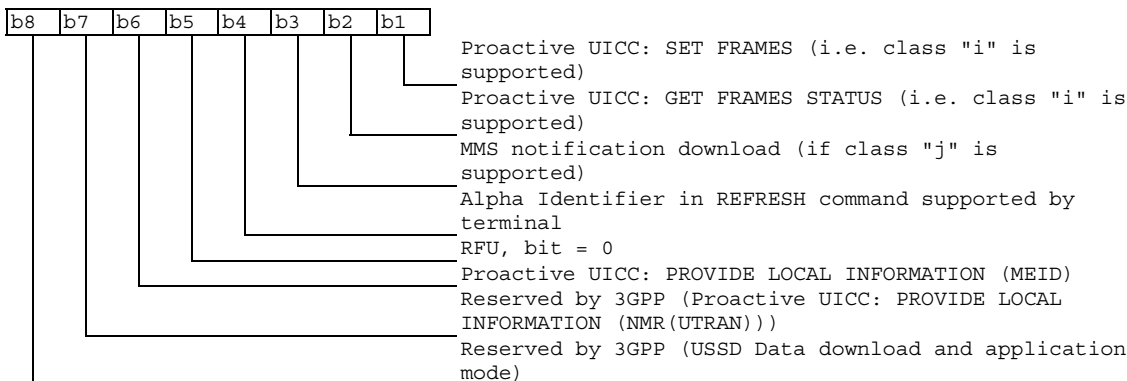 b8 b7 b6 b5 b4 b3 b2 b1
Proactive UICC: SET FRAMES (i.e. class "i" is
supported)
Proactive UICC: GET FRAMES STATUS (i.e. class "i" is
supported)
MMS notification download (if class "j" is
supported)
Alpha Identifier in REFRESH command supported by
terminal
RFU, bit = 0
Proactive UICC: PROVIDE LOCAL INFORMATION (MEID)
Reserved by 3GPP (Proactive UICC: PROVIDE LOCAL
INFORMATION (NMR(UTRAN)))
Reserved by 3GPP (USSD Data download and application
mode)